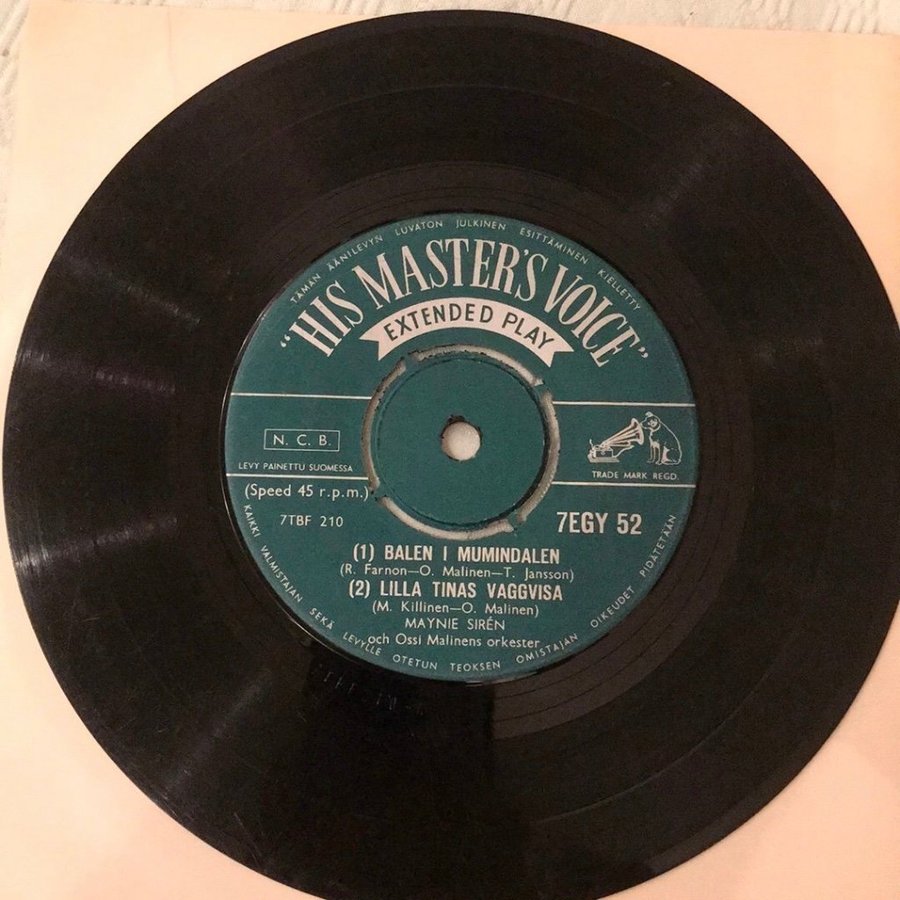 TÄMÄN ÄÄNILEVYN LUVATON JULKINEN ESITTÄMINEN KIELLETTY
"HIS MASTER'S VOICE"
EXTENDED PLAY
N. C. B.
LEVY PAINETTU SUOMESSA
TRADE MARK REGD.
(Speed 45 r.p.m.)
7TBF 210
7EGY 52
(1) BALEN I MUMINDALEN
(R. Farnon—O. Malinen—T. Jansson)
(2) LILLA TINAS VAGGVISA
(M. Killinen—O. Malinen)
MAYNIE SIRÉN
och Ossi Malinens orkester
KAIKKI VALMISTAJAN SEKÄ LEVYLLE OTETUN TEOKSEN OMISTAJAN OIKEUDET PIDÄTETÄÄN